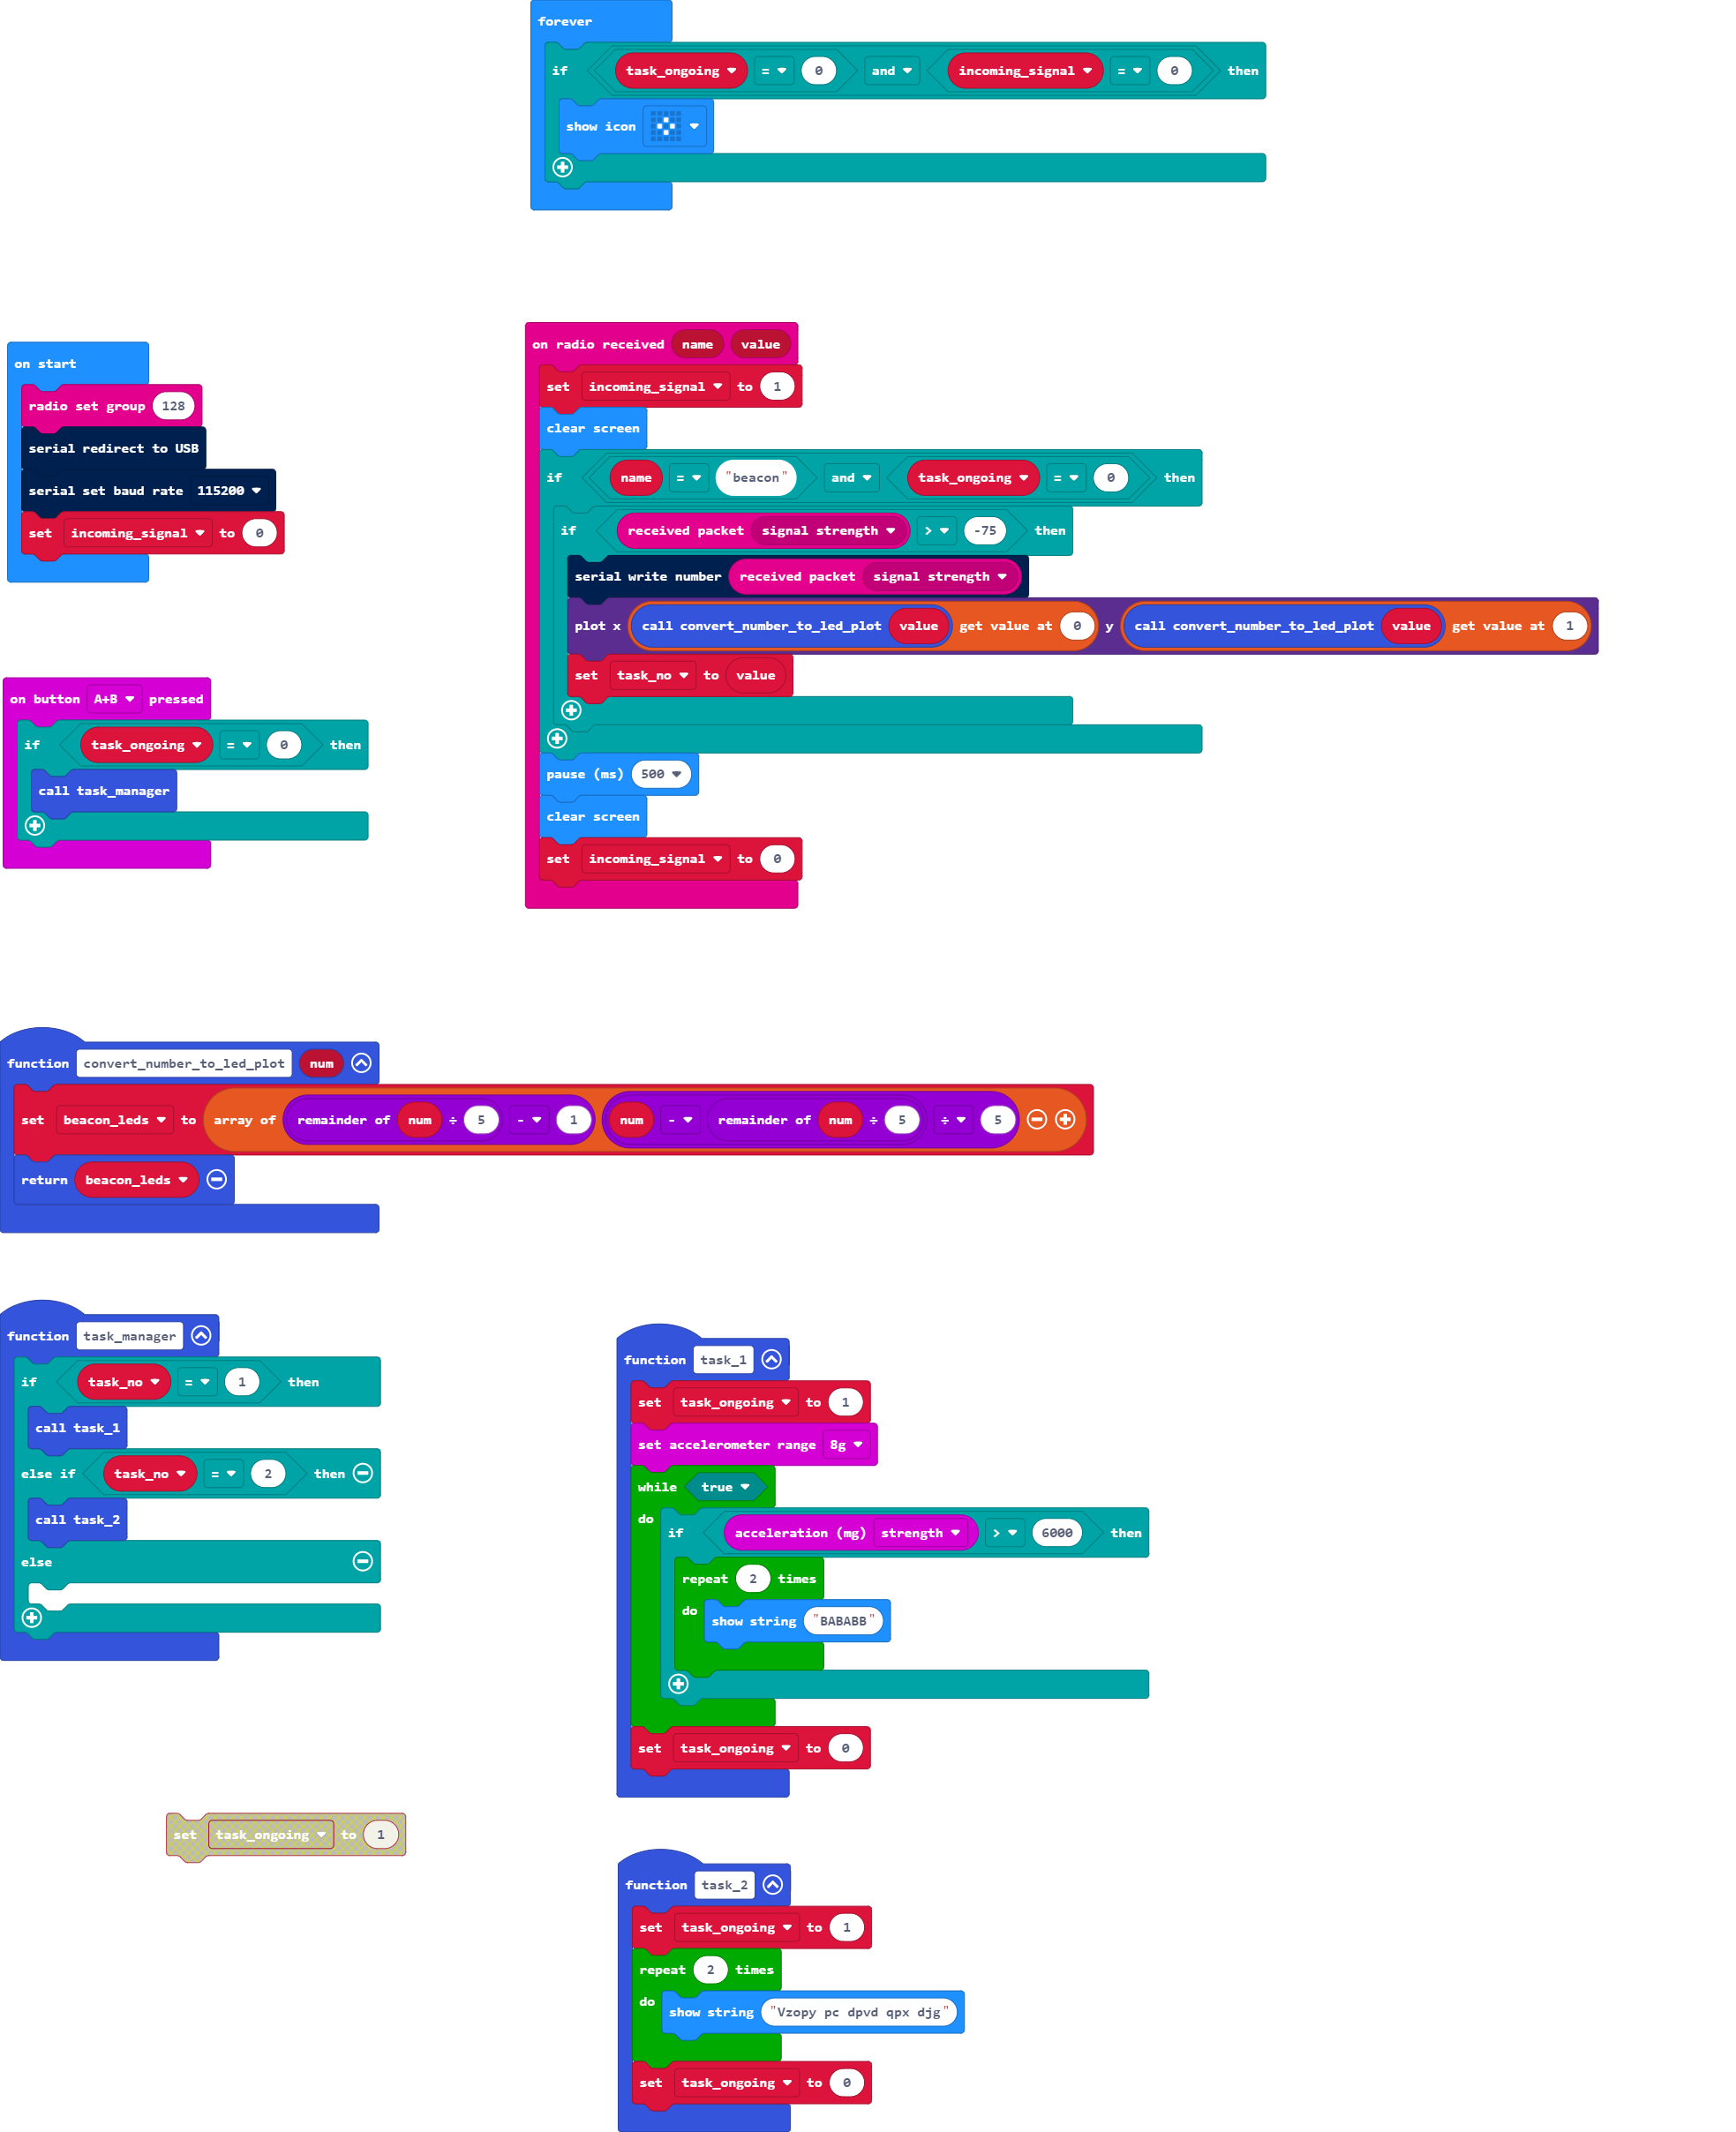 forever
if task_ongoing = 0 and incoming_signal = 0 then
show icon
on start
radio set group 128
serial redirect to USB
serial set baud rate 115200
set incoming_signal to 0
on button A+B pressed
if task_ongoing = 0 then
call task_manager
on radio received name value
set incoming_signal to 1
clear screen
if name = "beacon" and task_ongoing = 0 then
if received packet signal strength > -75 then
serial write number received packet signal strength
plot x call convert_number_to_led_plot value get value at 0 y call convert_number_to_led_plot value get value at 1
set task_no to value
pause (ms) 500
clear screen
set incoming_signal to 0
function convert_number_to_led_plot num
set beacon_leds to array of remainder of num ÷ 5 - 1 num - remainder of num ÷ 5 ÷ 5
return beacon_leds
function task_manager
if task_no = 1 then
call task_1
else if task_no = 2 then
call task_2
else
set task_ongoing to 1
function task_1
set task_ongoing to 1
set accelerometer range 8g
while true
do if acceleration (mg) strength > 6000 then
repeat 2 times
do show string "BABABB"
set task_ongoing to 0
function task_2
set task_ongoing to 1
repeat 2 times
do show string "Vzopy pc dpvd qpx djg"
set task_ongoing to 0